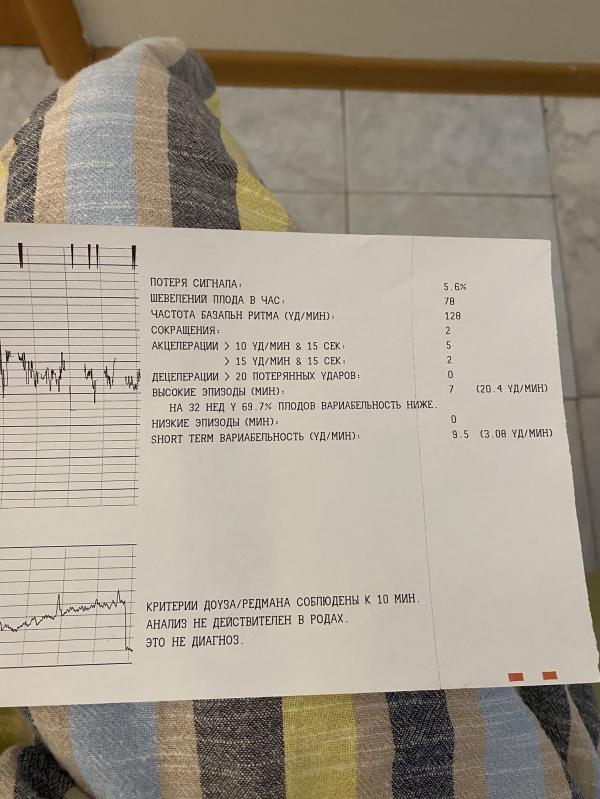 ПОТЕРЯ СИГНАЛА: 5.6%
ШЕВЕЛЕНИЙ ПЛОДА В ЧАС: 78
ЧАСТОТА БАЗАЛЬН РИТМА (УД/МИН): 128
СОКРАЩЕНИЯ: 2
АКЦЕЛЕРАЦИИ > 10 УД/МИН & 15 СЕК: 5
> 15 УД/МИН & 15 СЕК: 2
ДЕЦЕЛЕРАЦИИ > 20 ПОТЕРЯННЫХ УДАРОВ: 0
ВЫСОКИЕ ЭПИЗОДЫ (МИН): 7 (20.4 УД/МИН)
НА 32 НЕД У 69.7% ПЛОДОВ ВАРИАБЕЛЬНОСТЬ НИЖЕ.
НИЗКИЕ ЭПИЗОДЫ (МИН): 0
SHORT TERM ВАРИАБЕЛЬНОСТЬ (УД/МИН): 9.5 (3.08 УД/МИН)
КРИТЕРИИ ДОУЗА/РЕДМАНА СОБЛЮДЕНЫ К 10 МИН.
АНАЛИЗ НЕ ДЕЙСТВИТЕЛЕН В РОДАХ.
ЭТО НЕ ДИАГНОЗ.